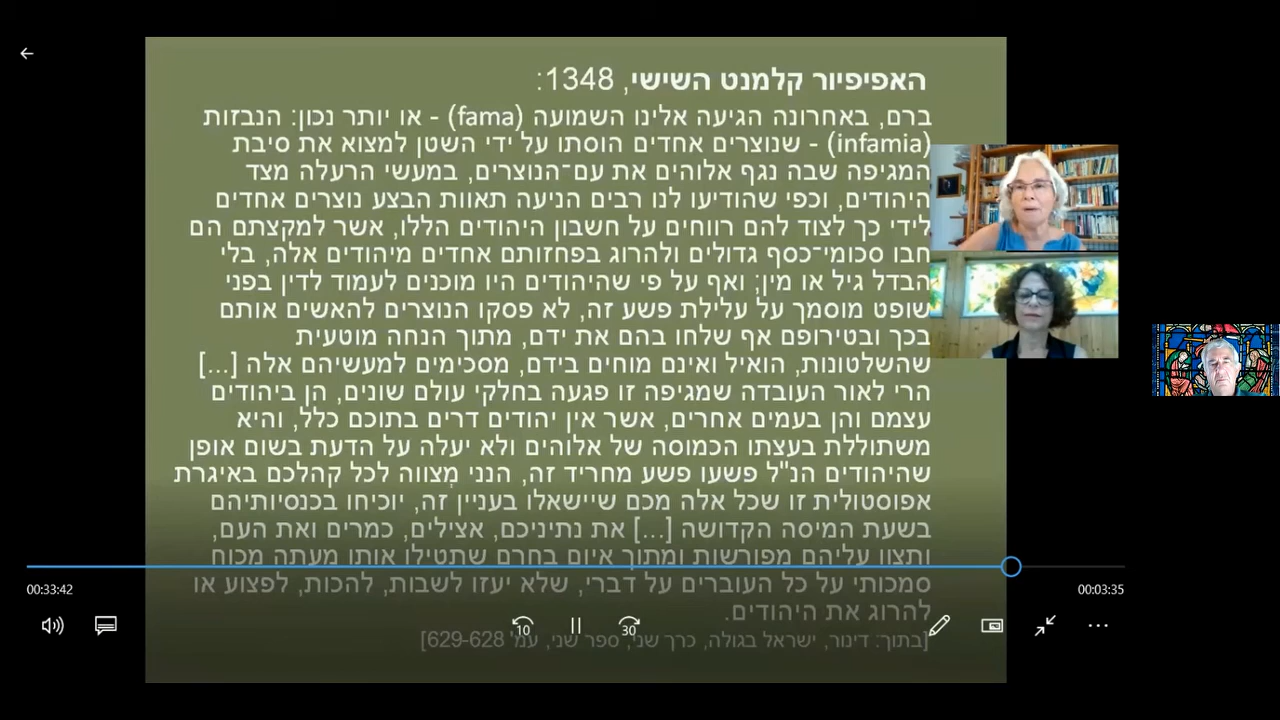 האפיפיור קלמנט השישי, 1348:
ברם, באחרונה הגיעה אלינו השמועה (fama) - או יותר נכון: הנבזות
(infamia) - שנוצרים אחדים הוסתו על ידי השטן למצוא את סיבת
המגיפה שבה נגף אלוהים את עם־הנוצרים, במעשי הרעלה מצד
היהודים, וכפי שהודיעו לנו רבים הניעה תאוות הבצע נוצרים אחדים
לידי כך לצוד להם רווחים על חשבון היהודים הללו, אשר למקצתם הם
חבו סכומי־כסף גדולים ולהרוג בפחזותם אחדים מיהודים אלה, בלי
הבדל גיל או מין; ואף על פי שהיהודים היו מוכנים לעמוד לדין בפני
שופט מוסמך על עלילת פשע זה, לא פסקו הנוצרים להאשים אותם
בכך ובטירופם אף שלחו בהם את ידם, מתוך הנחה מוטעית
שהשלטונות, הואיל ואינם מוחים בידם, מסכימים למעשיהם אלה [...]
הרי לאור העובדה שמגיפה זו פגעה בחלקי עולם שונים, הן ביהודים
עצמם והן בעמים אחרים, אשר אין יהודים דרים בתוכם כלל, והיא
משתוללת בעצתו הכמוסה של אלוהים ולא יעלה על הדעת בשום אופן
שהיהודים הנ"ל פשעו פשע מחריד זה, הנני מְצווה לכל קהלכם באיגרת
אפוסטולית זו שכל אלה מכם שיישאלו בעניין זה, יוכיחו בכנסיותיהם
בשעת המיסה הקדושה [...] את נתיניכם, אצילים, כמרים ואת העם,
ותצוו עליהם מפורשות ומתוך איום בחרם שתטילו אותו מעתה מכוח
סמכותי על כל העוברים על דברי, שלא יעזו לשבות, להכות, לפצוע או
להרוג את היהודים.
[בתוך: דינור, ישראל בגולה, כרך שני, ספר שני, עמ' 629-628]
00:33:42
00:03:35
10
30